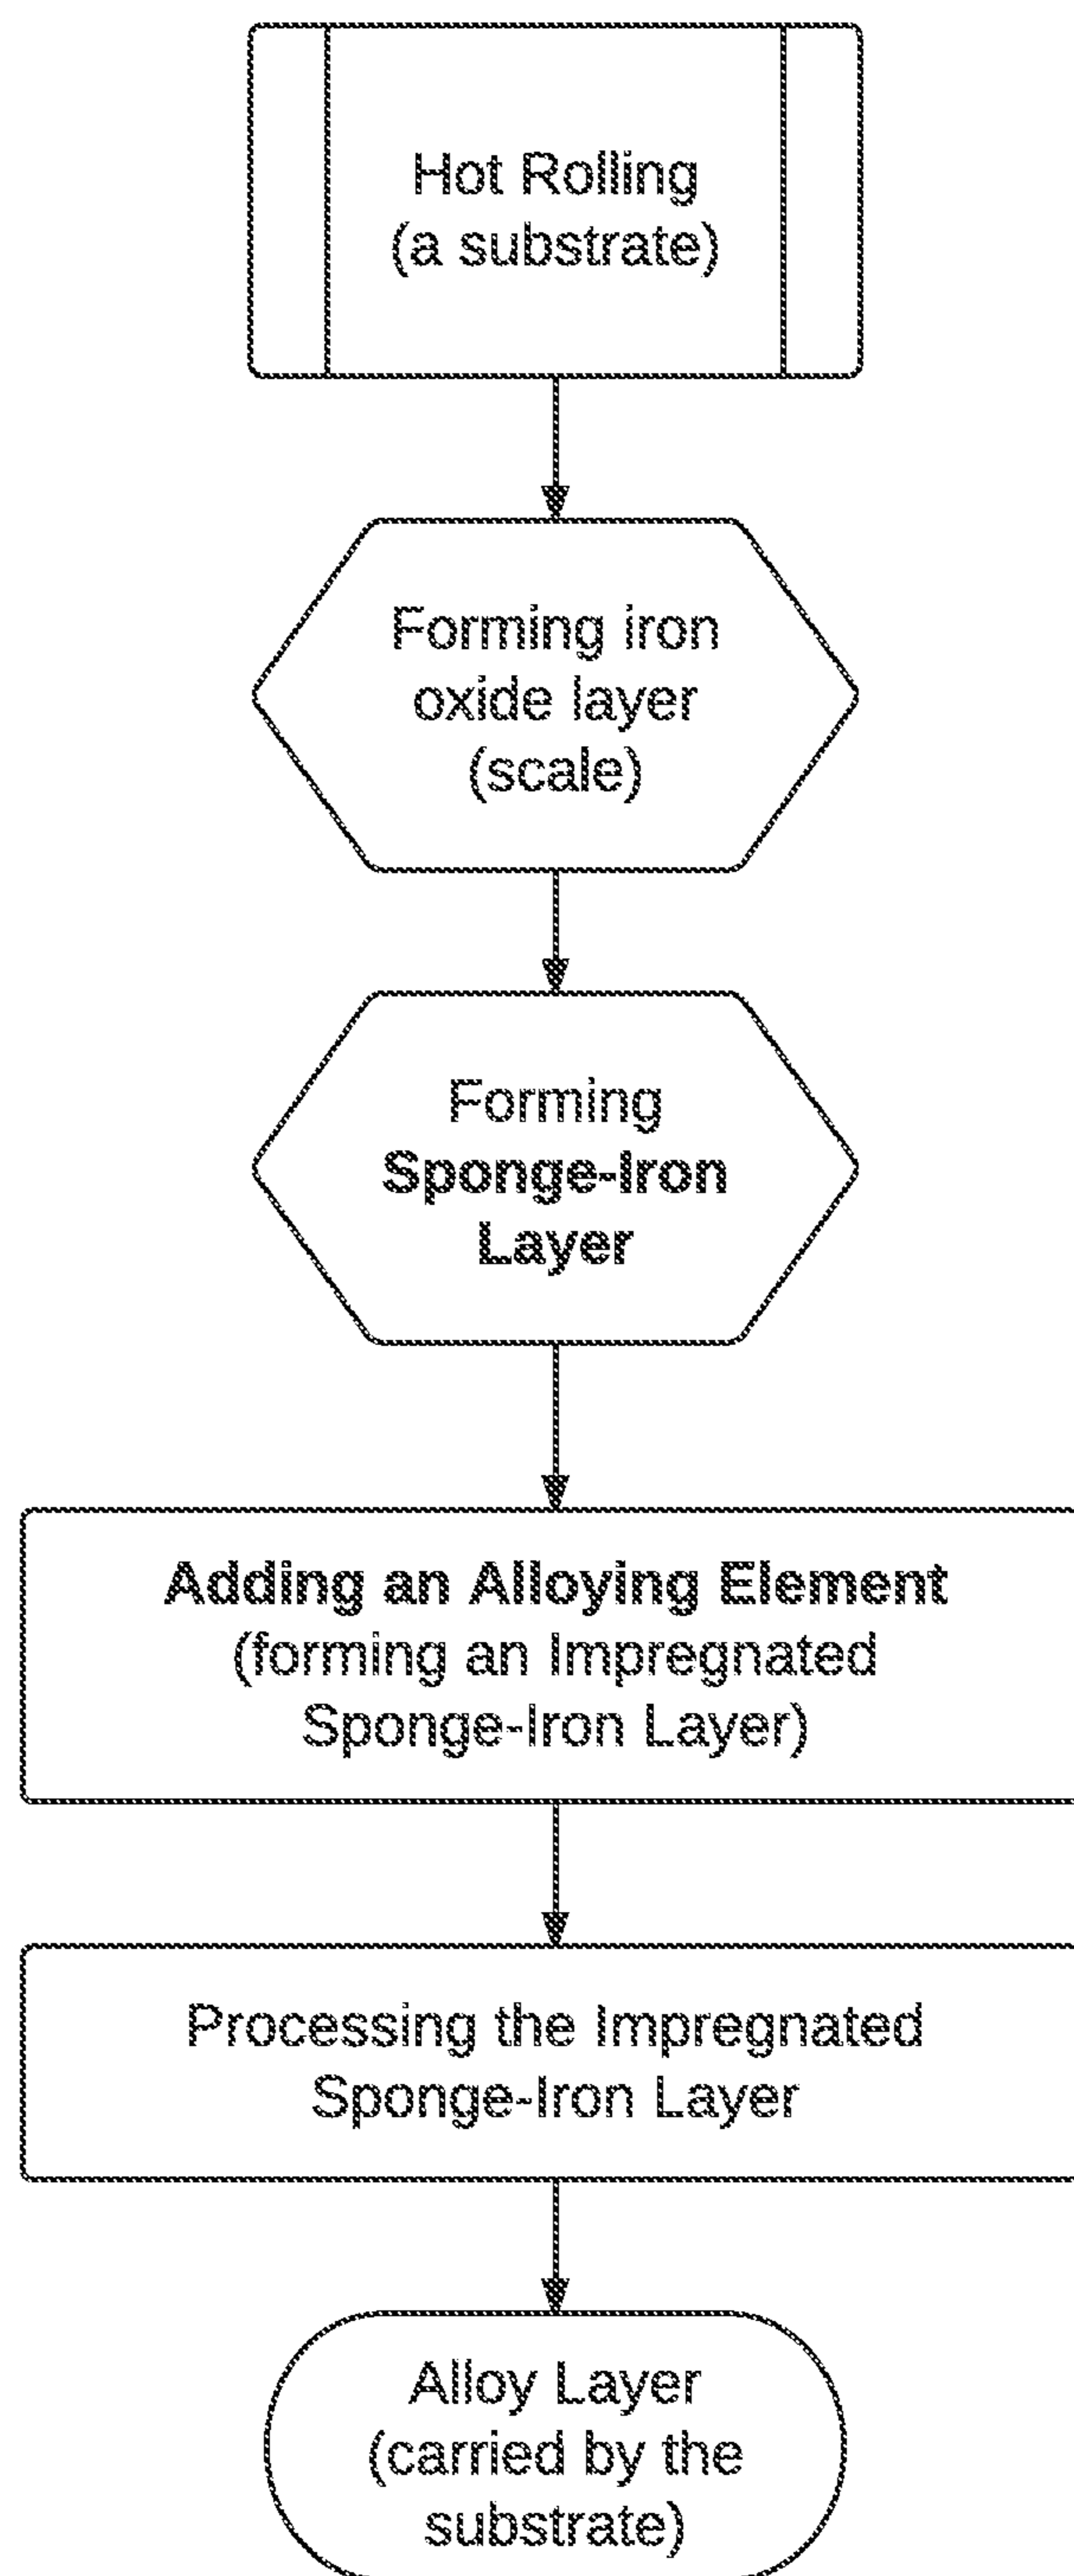 Hot Rolling
(a substrate)
Forming iron
oxide layer
(scale)
Forming
Sponge-Iron
Layer
Adding an Alloying Element
(forming an Impregnated
Sponge-Iron Layer)
Processing the Impregnated
Sponge-Iron Layer
Alloy Layer
(carried by the
substrate)